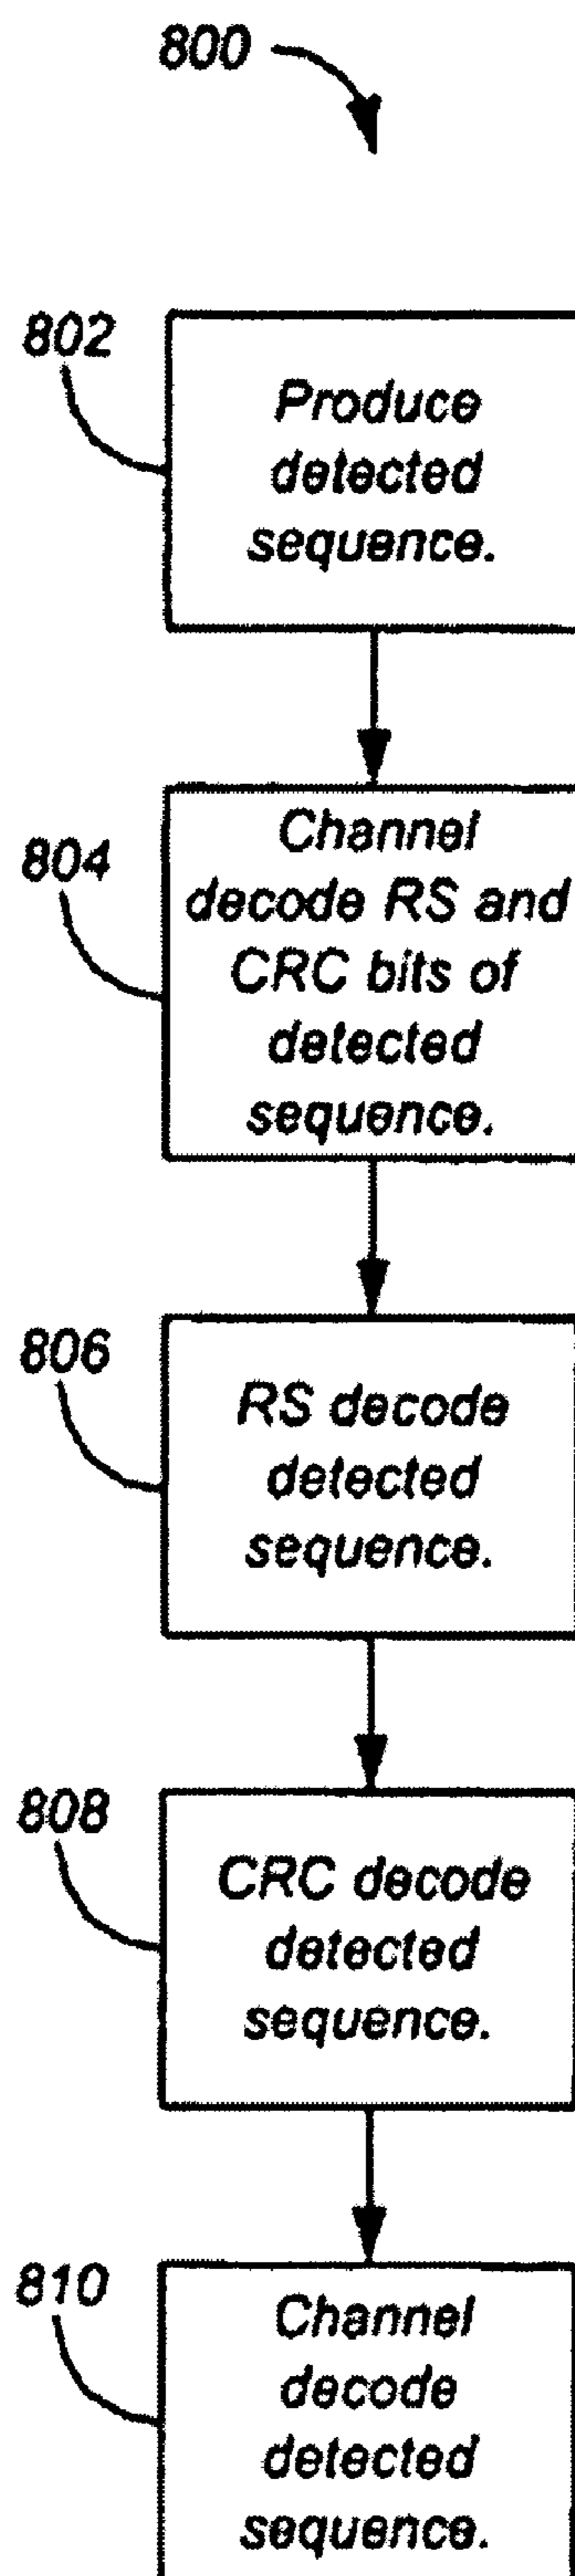 800
802
Produce
detected
sequence.
804
Channel
decode RS and
CRC bits of
detected
sequence.
806
RS decode
detected
sequence.
808
CRC decode
detected
sequence.
810
Channel
decode
detected
sequence.